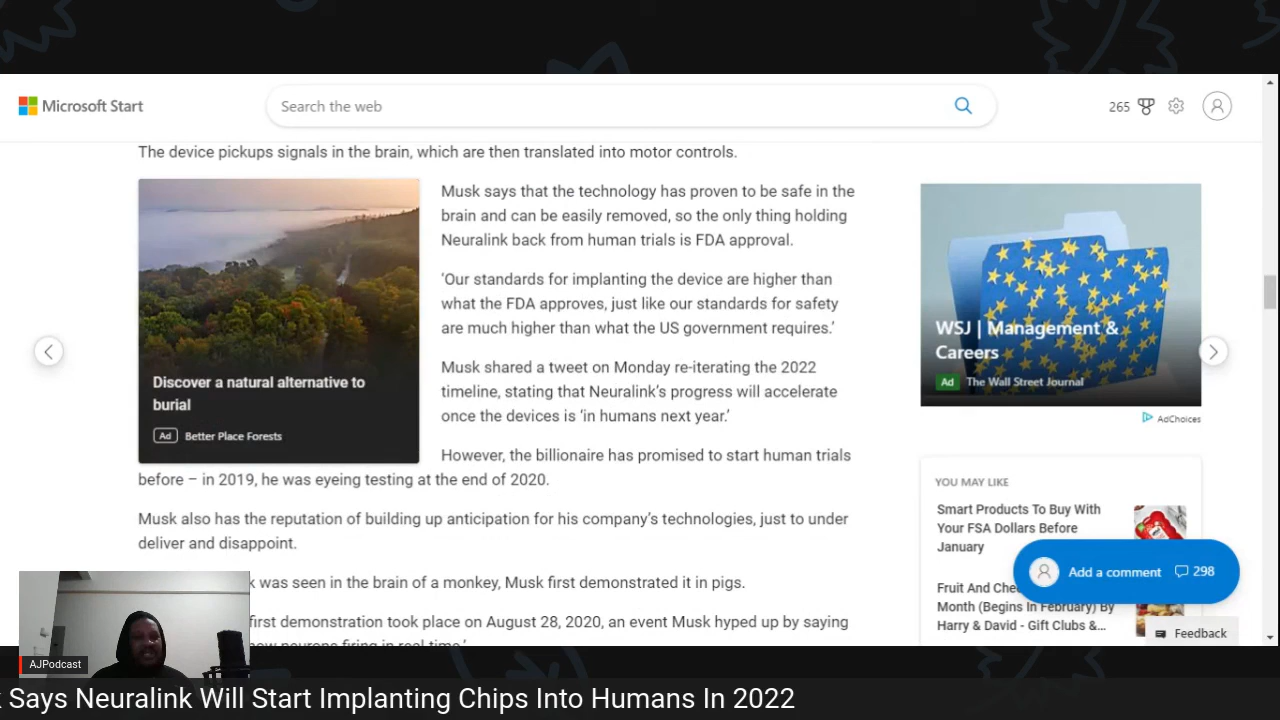 Microsoft Start
Search the web
265
The device pickups signals in the brain, which are then translated into motor controls.
Discover a natural alternative to
burial
Ad Better Place Forests
Musk says that the technology has proven to be safe in the
brain and can be easily removed, so the only thing holding
Neuralink back from human trials is FDA approval.
'Our standards for implanting the device are higher than
what the FDA approves, just like our standards for safety
are much higher than what the US government requires.'
Musk shared a tweet on Monday re-iterating the 2022
timeline, stating that Neuralink's progress will accelerate
once the devices is 'in humans next year.'
However, the billionaire has promised to start human trials
before – in 2019, he was eyeing testing at the end of 2020.
Musk also has the reputation of building up anticipation for his company's technologies, just to under
deliver and disappoint.
was seen in the brain of a monkey, Musk first demonstrated it in pigs.
first demonstration took place on August 28, 2020, an event Musk hyped up by saying
neurons firing in real time.'
WSJ | Management &
Careers
Ad The Wall Street Journal
AdChoices
YOU MAY LIKE
Smart Products To Buy With
Your FSA Dollars Before
January
Fruit And
Month (Begins In February) By
Harry & David - Gift Clubs &...
Add a comment 298
Feedback
AJPodcast
Says Neuralink Will Start Implanting Chips Into Humans In 2022